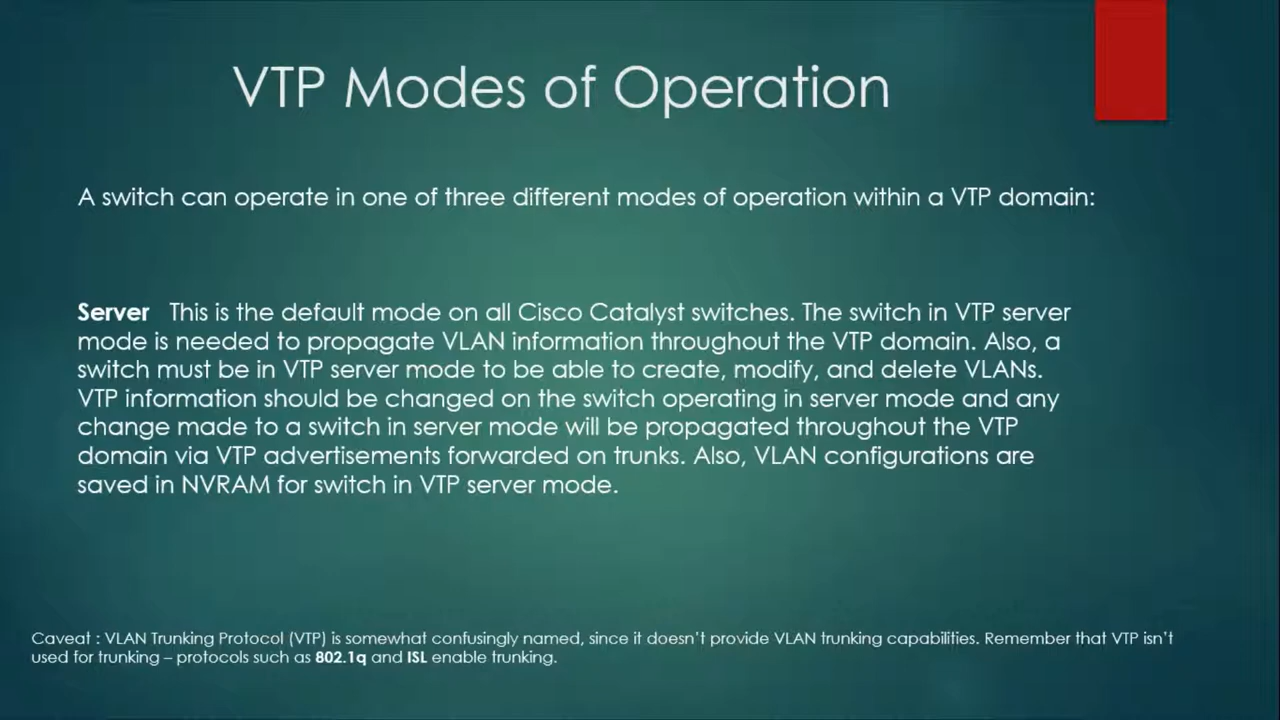 VTP Modes of Operation
A switch can operate in one of three different modes of operation within a VTP domain:
Server This is the default mode on all Cisco Catalyst switches. The switch in VTP server
mode is needed to propagate VLAN information throughout the VTP domain. Also, a
switch must be in VTP server mode to be able to create, modify, and delete VLANs.
VTP information should be changed on the switch operating in server mode and any
change made to a switch in server mode will be propagated throughout the VTP
domain via VTP advertisements forwarded on trunks. Also, VLAN configurations are
saved in NVRAM for switch in VTP server mode.
Caveat : VLAN Trunking Protocol (VTP) is somewhat confusingly named, since it doesn't provide VLAN trunking capabilities. Remember that VTP isn't
used for trunking – protocols such as 802.1q and ISL enable trunking.